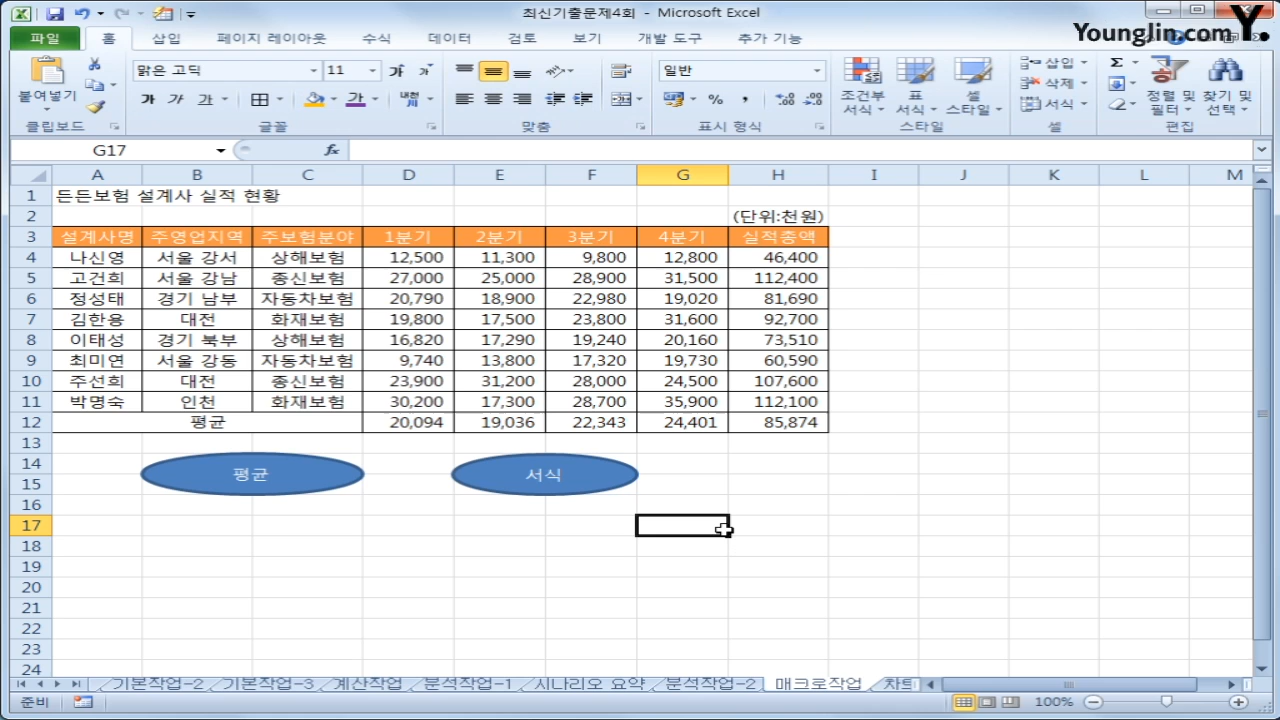 최신기출문제4회 - Microsoft Excel
Younglin.com Y.
파일 홈 삽입 페이지 레이아웃 수식 데이터 검토 보기 개발 도구 추가 기능
붙여넣기
맑은 고딕 11
가 가
가 가 가 내천
일반
% ,
조건부 서식
표 서식
셀 스타일
삽입
삭제
서식
Σ
정렬 및 필터
찾기 및 선택
클립보드 글꼴 맞춤 표시 형식 스타일 셀 편집
G17 fx
A B C D E F G H I J K L M
1 든든보험 설계사 실적 현황
2 (단위:천원)
3 설계사명 주영업지역 주보험분야 1분기 2분기 3분기 4분기 실적총액
4 나신영 서울 강서 상해보험 12,500 11,300 9,800 12,800 46,400
5 고건희 서울 강남 종신보험 27,000 25,000 28,900 31,500 112,400
6 정성태 경기 남부 자동차보험 20,790 18,900 22,980 19,020 81,690
7 김한용 대전 화재보험 19,800 17,500 23,800 31,600 92,700
8 이태성 경기 북부 상해보험 16,820 17,290 19,240 20,160 73,510
9 최미연 서울 강동 자동차보험 9,740 13,800 17,320 19,730 60,590
10 주선희 대전 종신보험 23,900 31,200 28,000 24,500 107,600
11 박명숙 인천 화재보험 30,200 17,300 28,700 35,900 112,100
12 평균 20,094 19,036 22,343 24,401 85,874
13
14
평균 서식
15
16
17
18
19
20
21
22
23
24
기본작업-2 기본작업-3 계산작업 분석작업-1 시나리오 요약 분석작업-2 매크로작업 차트
준비 100%